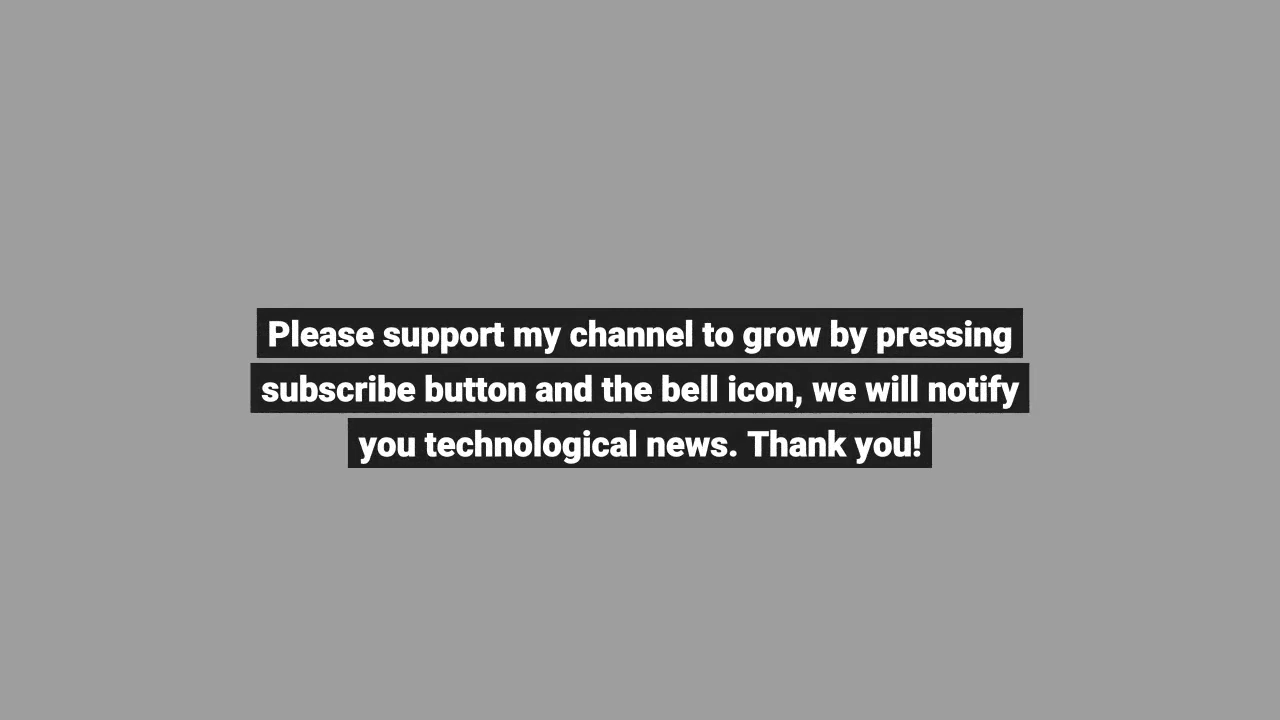 Please support my channel to grow by pressing
subscribe button and the bell icon, we will notify
you technological news. Thank you!